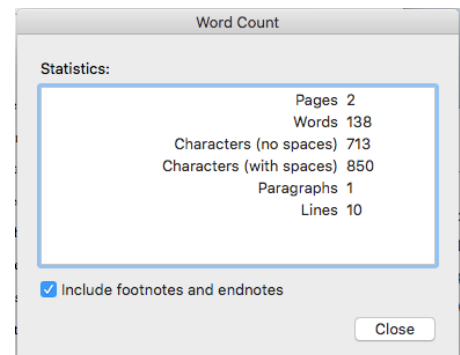 Word Count
Statistics:
Pages 2
Words 138
Characters (no spaces) 713
Characters (with spaces) 850
Paragraphs 1
Lines 10
Include footnotes and endnotes
Close